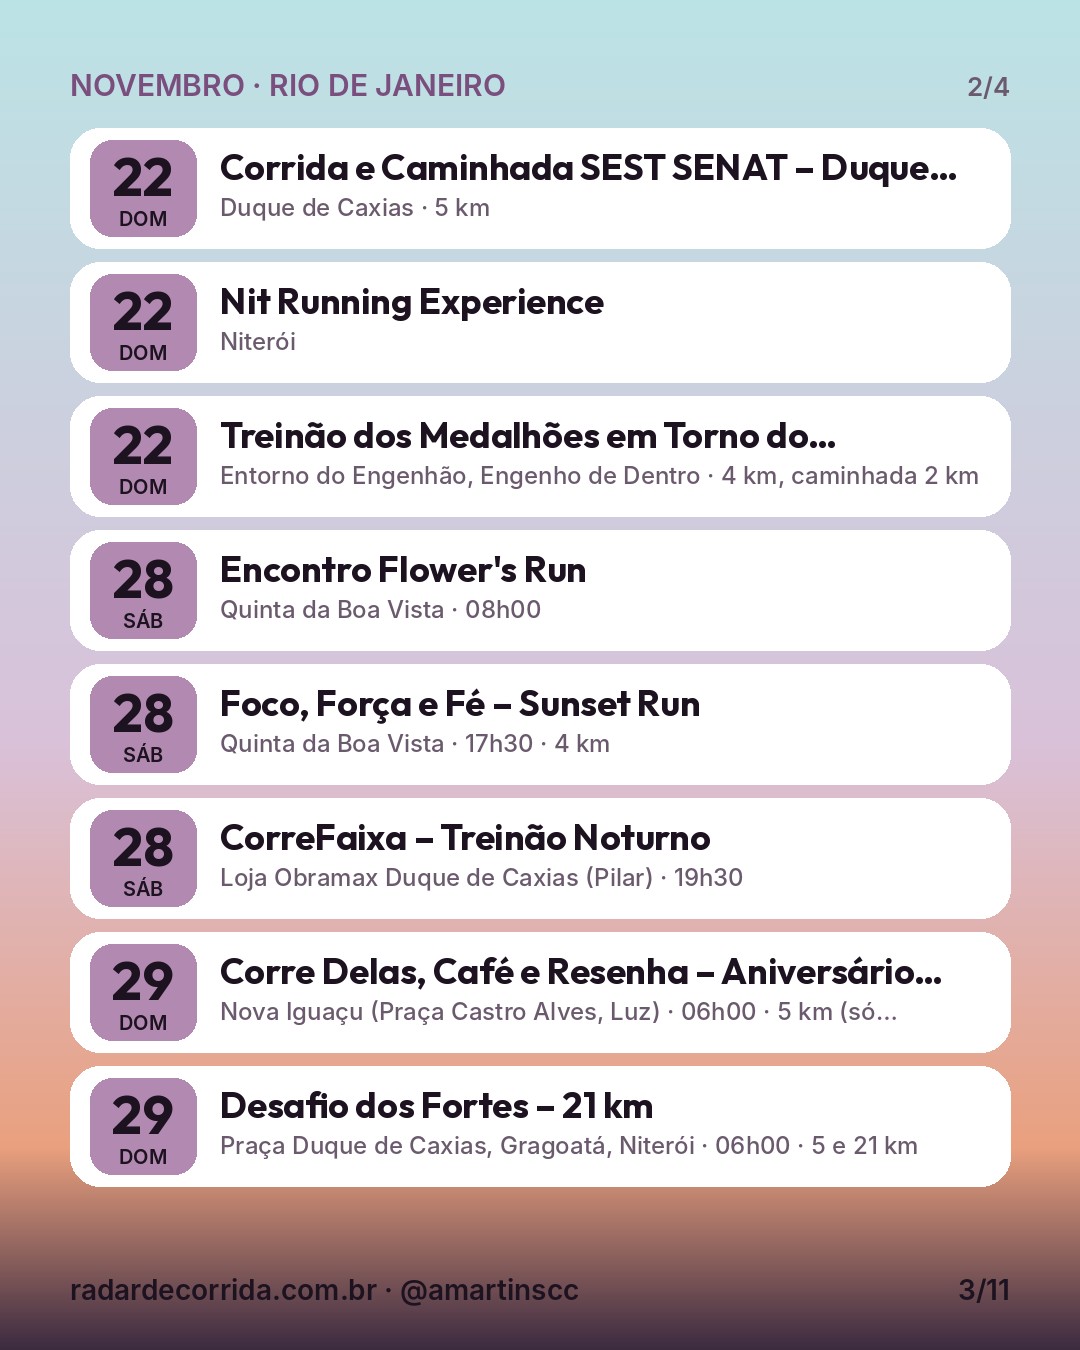 NOVEMBRO · RIO DE JANEIRO
2/4
22
DOM
Corrida e Caminhada SEST SENAT – Duque...
Duque de Caxias · 5 km
22
DOM
Nit Running Experience
Niterói
22
DOM
Treinão dos Medalhões em Torno do...
Entorno do Engenhão, Engenho de Dentro · 4 km, caminhada 2 km
28
SÁB
Encontro Flower's Run
Quinta da Boa Vista · 08h00
28
SÁB
Foco, Força e Fé – Sunset Run
Quinta da Boa Vista · 17h30 · 4 km
28
SÁB
CorreFaixa – Treinão Noturno
Loja Obramax Duque de Caxias (Pilar) · 19h30
29
DOM
Corre Delas, Café e Resenha – Aniversário...
Nova Iguaçu (Praça Castro Alves, Luz) · 06h00 · 5 km (só...
29
DOM
Desafio dos Fortes – 21 km
Praça Duque de Caxias, Gragoatá, Niterói · 06h00 · 5 e 21 km
radardecorrida.com.br · @amartinscc
3/11